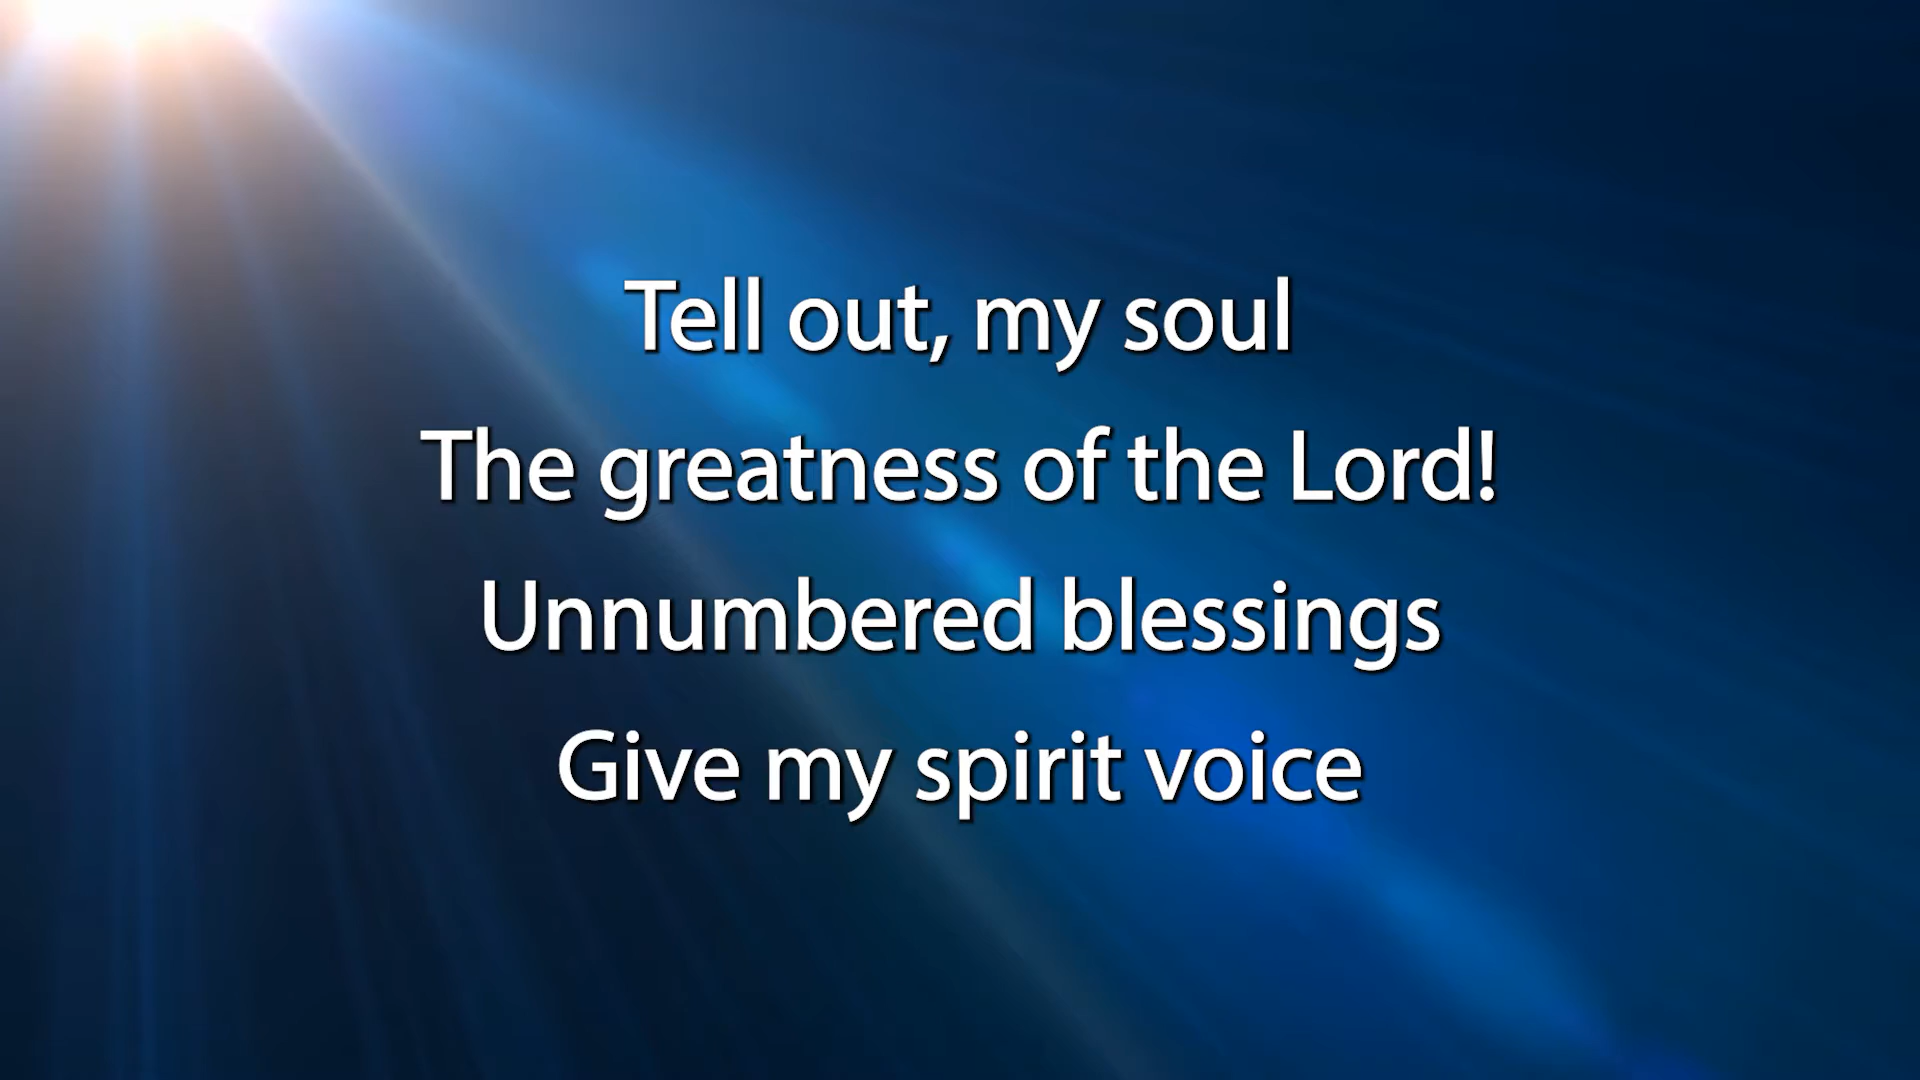 Tell out, my soul
The greatness of the Lord!
Unnumbered blessings
Give my spirit voice